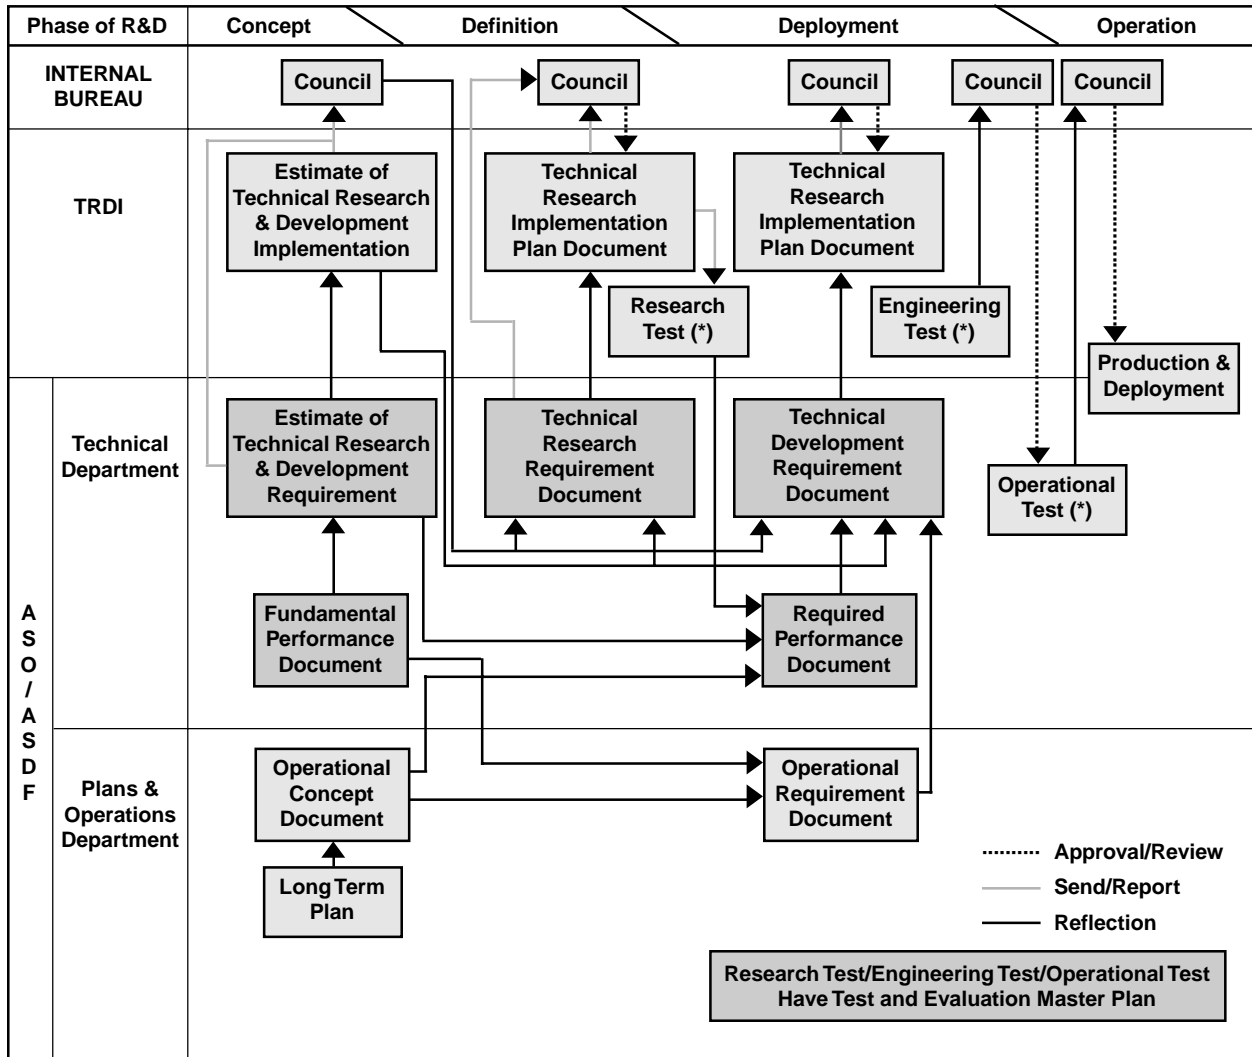 Phase of R&D
Concept
Definition
Deployment
Operation
INTERNAL
BUREAU
Council
Council
Council
Council
Council
TRDI
Estimate of
Technical Research
& Development
Implementation
Technical
Research
Implementation
Plan Document
Technical
Research
Implementation
Plan Document
Research
Test (*)
Engineering
Test (*)
Production &
Deployment
ASO/ASDF
Technical
Department
Estimate of
Technical Research
& Development
Requirement
Technical
Research
Requirement
Document
Technical
Development
Requirement
Document
Operational
Test (*)
Fundamental
Performance
Document
Required
Performance
Document
Plans &
Operations
Department
Operational
Concept
Document
Operational
Requirement
Document
Long Term
Plan
Approval/Review
Send/Report
Reflection
Research Test/Engineering Test/Operational Test
Have Test and Evaluation Master Plan